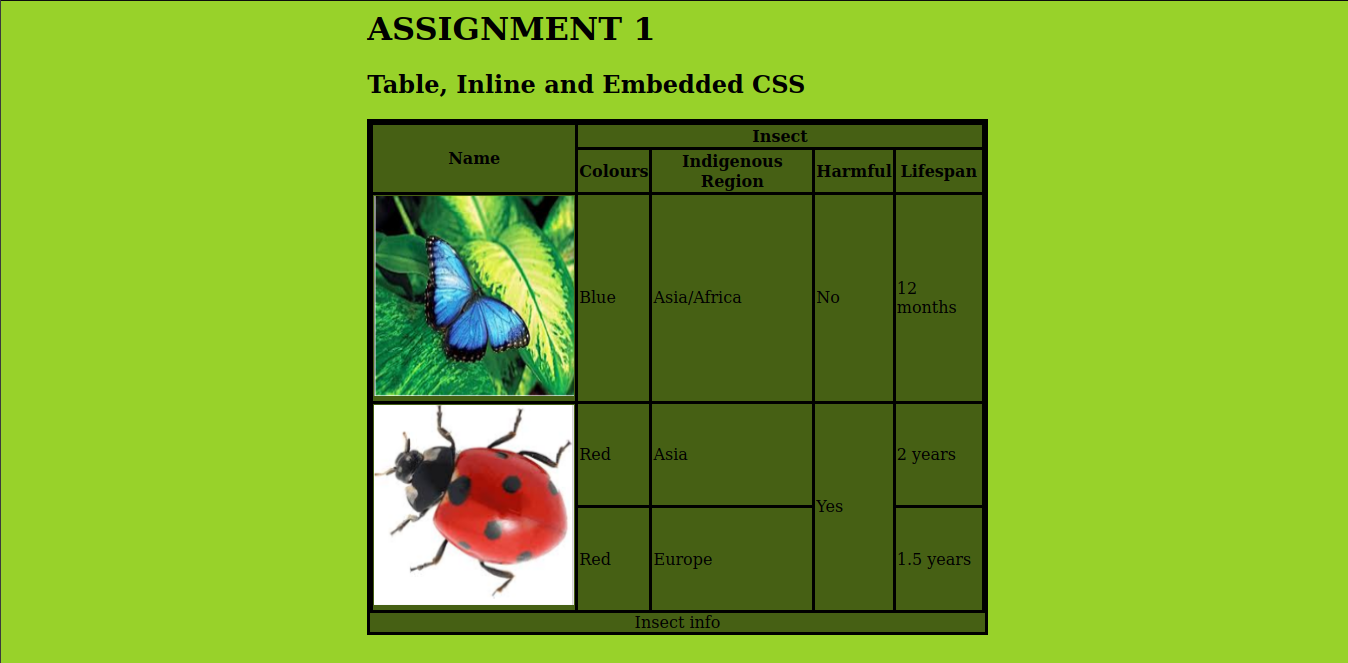 ASSIGNMENT 1
Table, Inline and Embedded CSS
Name
Insect
Colours
Indigenous
Region
Harmful
Lifespan
Blue
Asia/Africa
No
12
months
Red
Asia
Yes
2 years
Red
Europe
1.5 years
Insect info